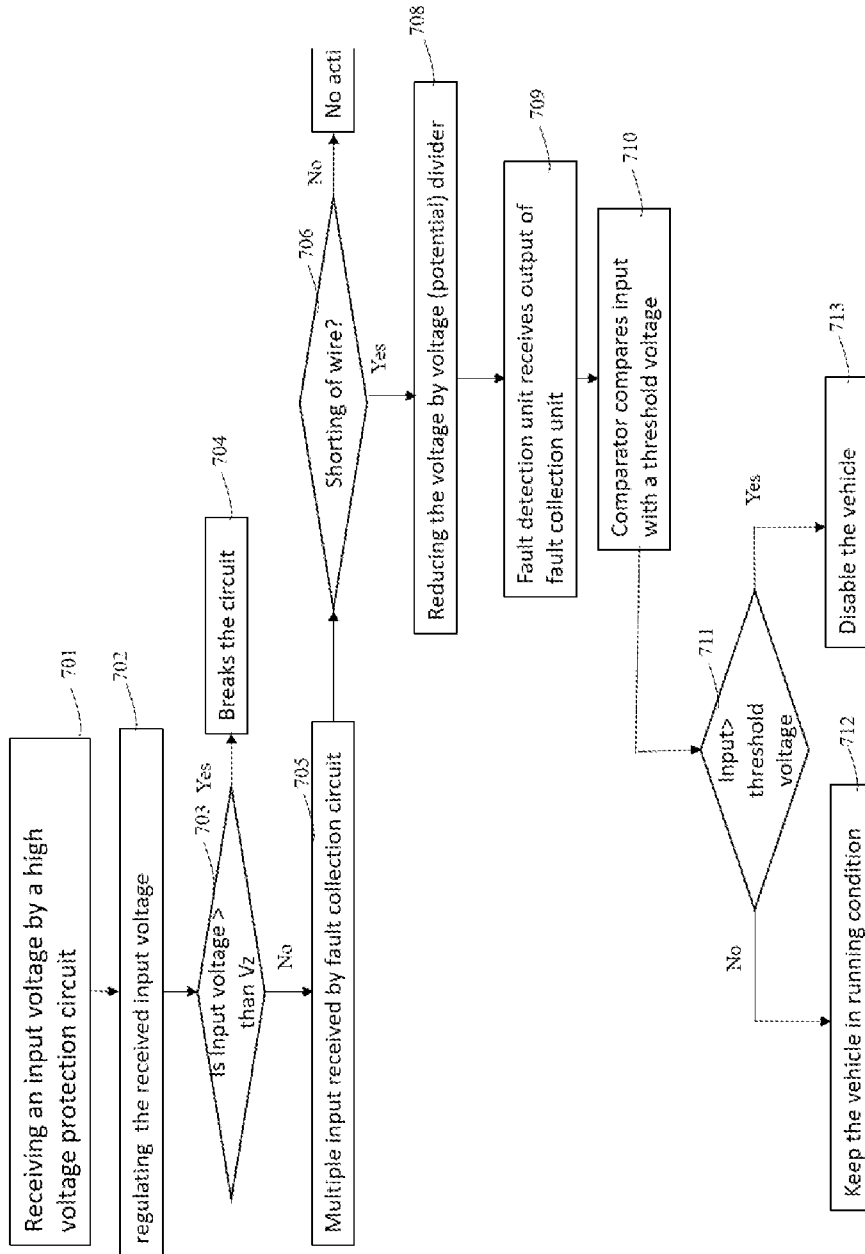 701
Receiving an input voltage by a high
voltage protection circuit
702
regulating the received input voltage
703
Is Input voltage >
than Vz
Yes
704
Breaks the circuit
No
705
Multiple input received by fault collection circuit
706
Shorting of wire?
No
No acti
Yes
708
Reducing the voltage by voltage (potential) divider
709
Fault detection unit receives output of
fault collection unit
710
Comparator compares input
with a threshold voltage
711
Input>
threshold
voltage
No
Yes
712
Keep the vehicle in running condition
713
Disable the vehicle